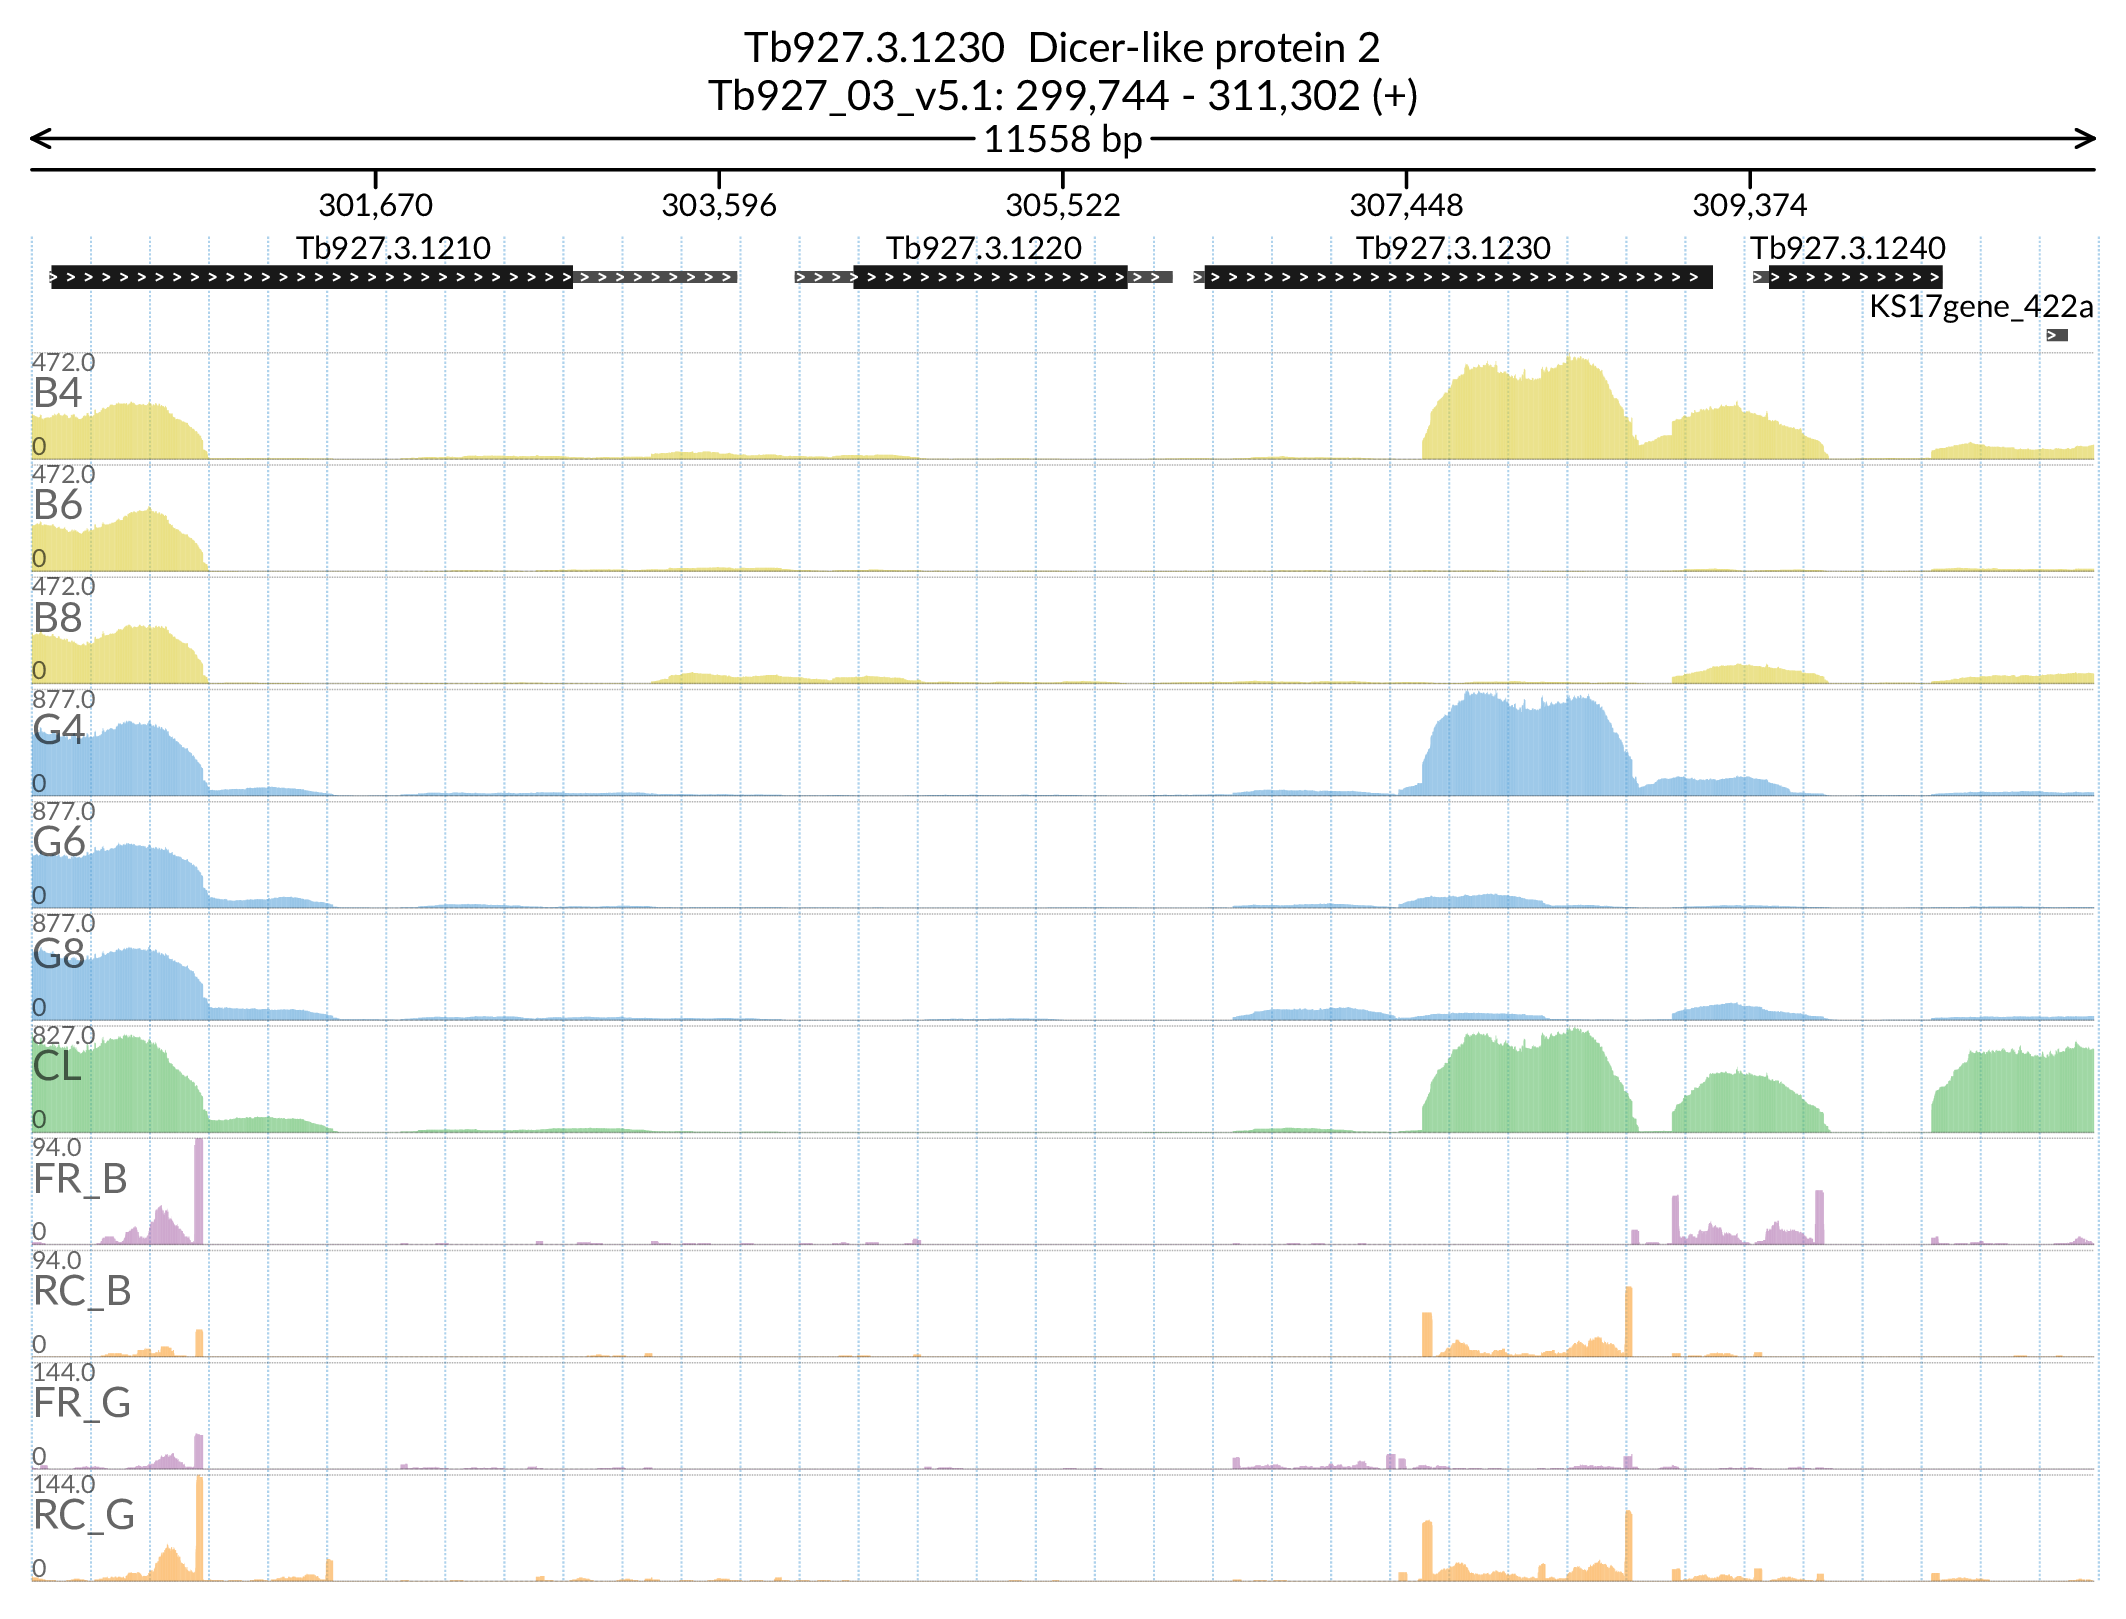 Tb927.3.1230 Dicer-like protein 2
Tb927_03_v5.1: 299,744 - 311,302 (+)
11558 bp
301,670 303,596 305,522 307,448 309,374
Tb927.3.1210 Tb927.3.1220 Tb927.3.1230 Tb927.3.1240
KS17gene_422a
472.0
B4
0
472.0
B6
0
472.0
B8
0
877.0
G4
0
877.0
G6
0
877.0
G8
0
827.0
CL
0
94.0
FR_B
0
94.0
RC_B
0
144.0
FR_G
0
144.0
RC_G
0